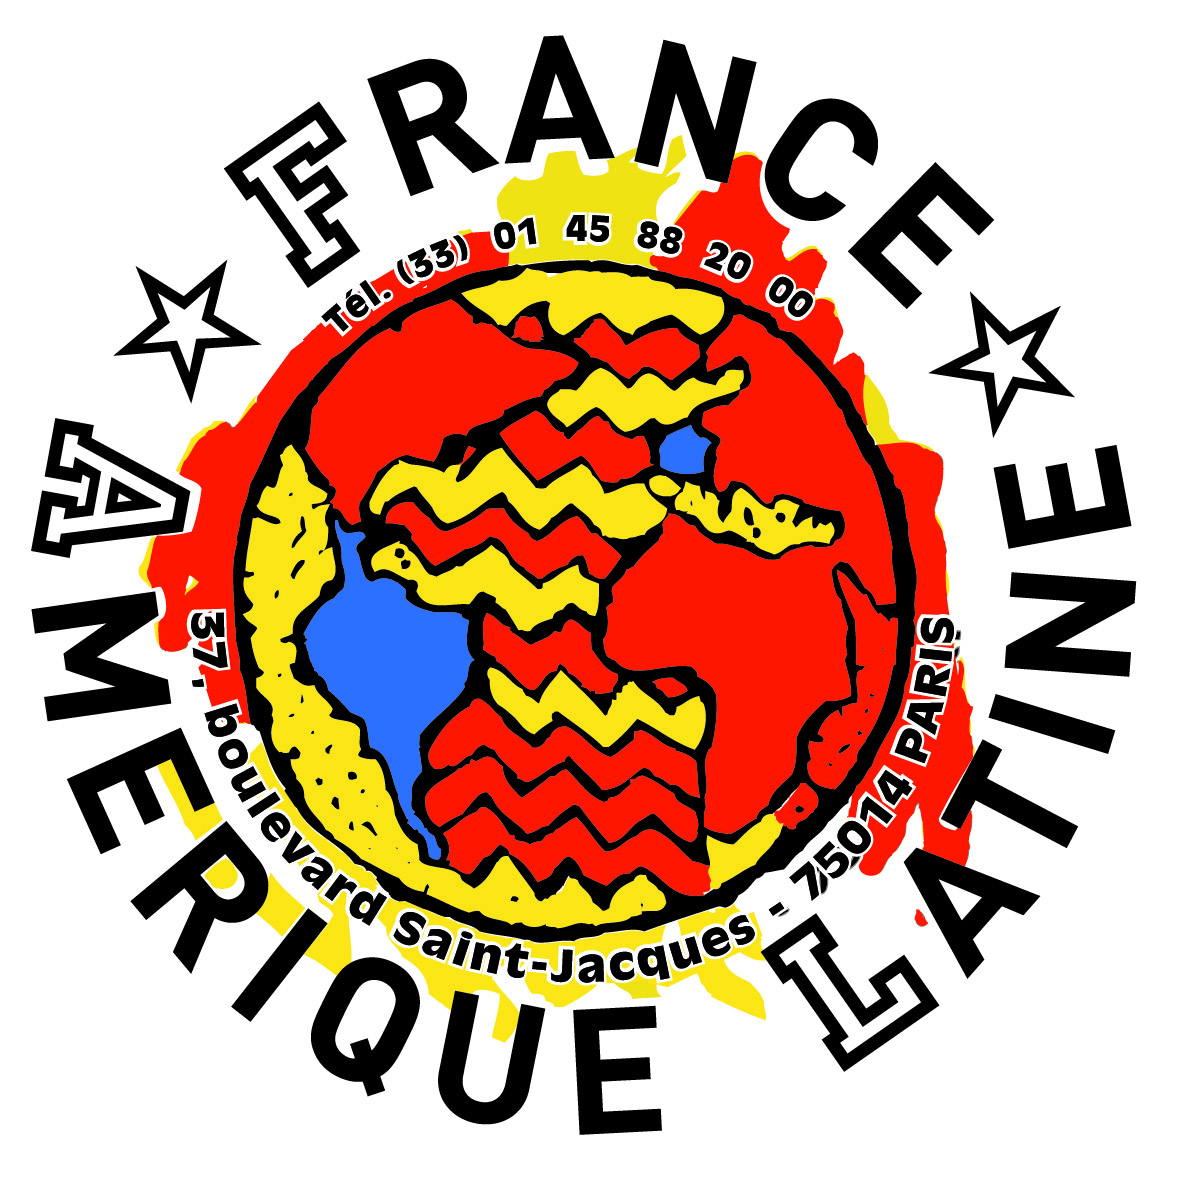 FRANCE
AMERIQUE LATINE
Tél. (33) 01 45 88 20 00
37, boulevard Saint-Jacques - 75014 PARIS